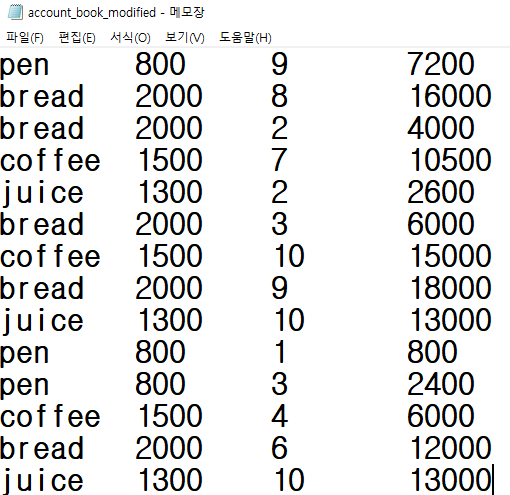 account_book_modified - 메모장
파일(F) 편집(E) 서식(O) 보기(V) 도움말(H)
pen 800 9 7200
bread 2000 8 16000
bread 2000 2 4000
coffee 1500 7 10500
juice 1300 2 2600
bread 2000 3 6000
coffee 1500 10 15000
bread 2000 9 18000
juice 1300 10 13000
pen 800 1 800
pen 800 3 2400
coffee 1500 4 6000
bread 2000 6 12000
juice 1300 10 13000